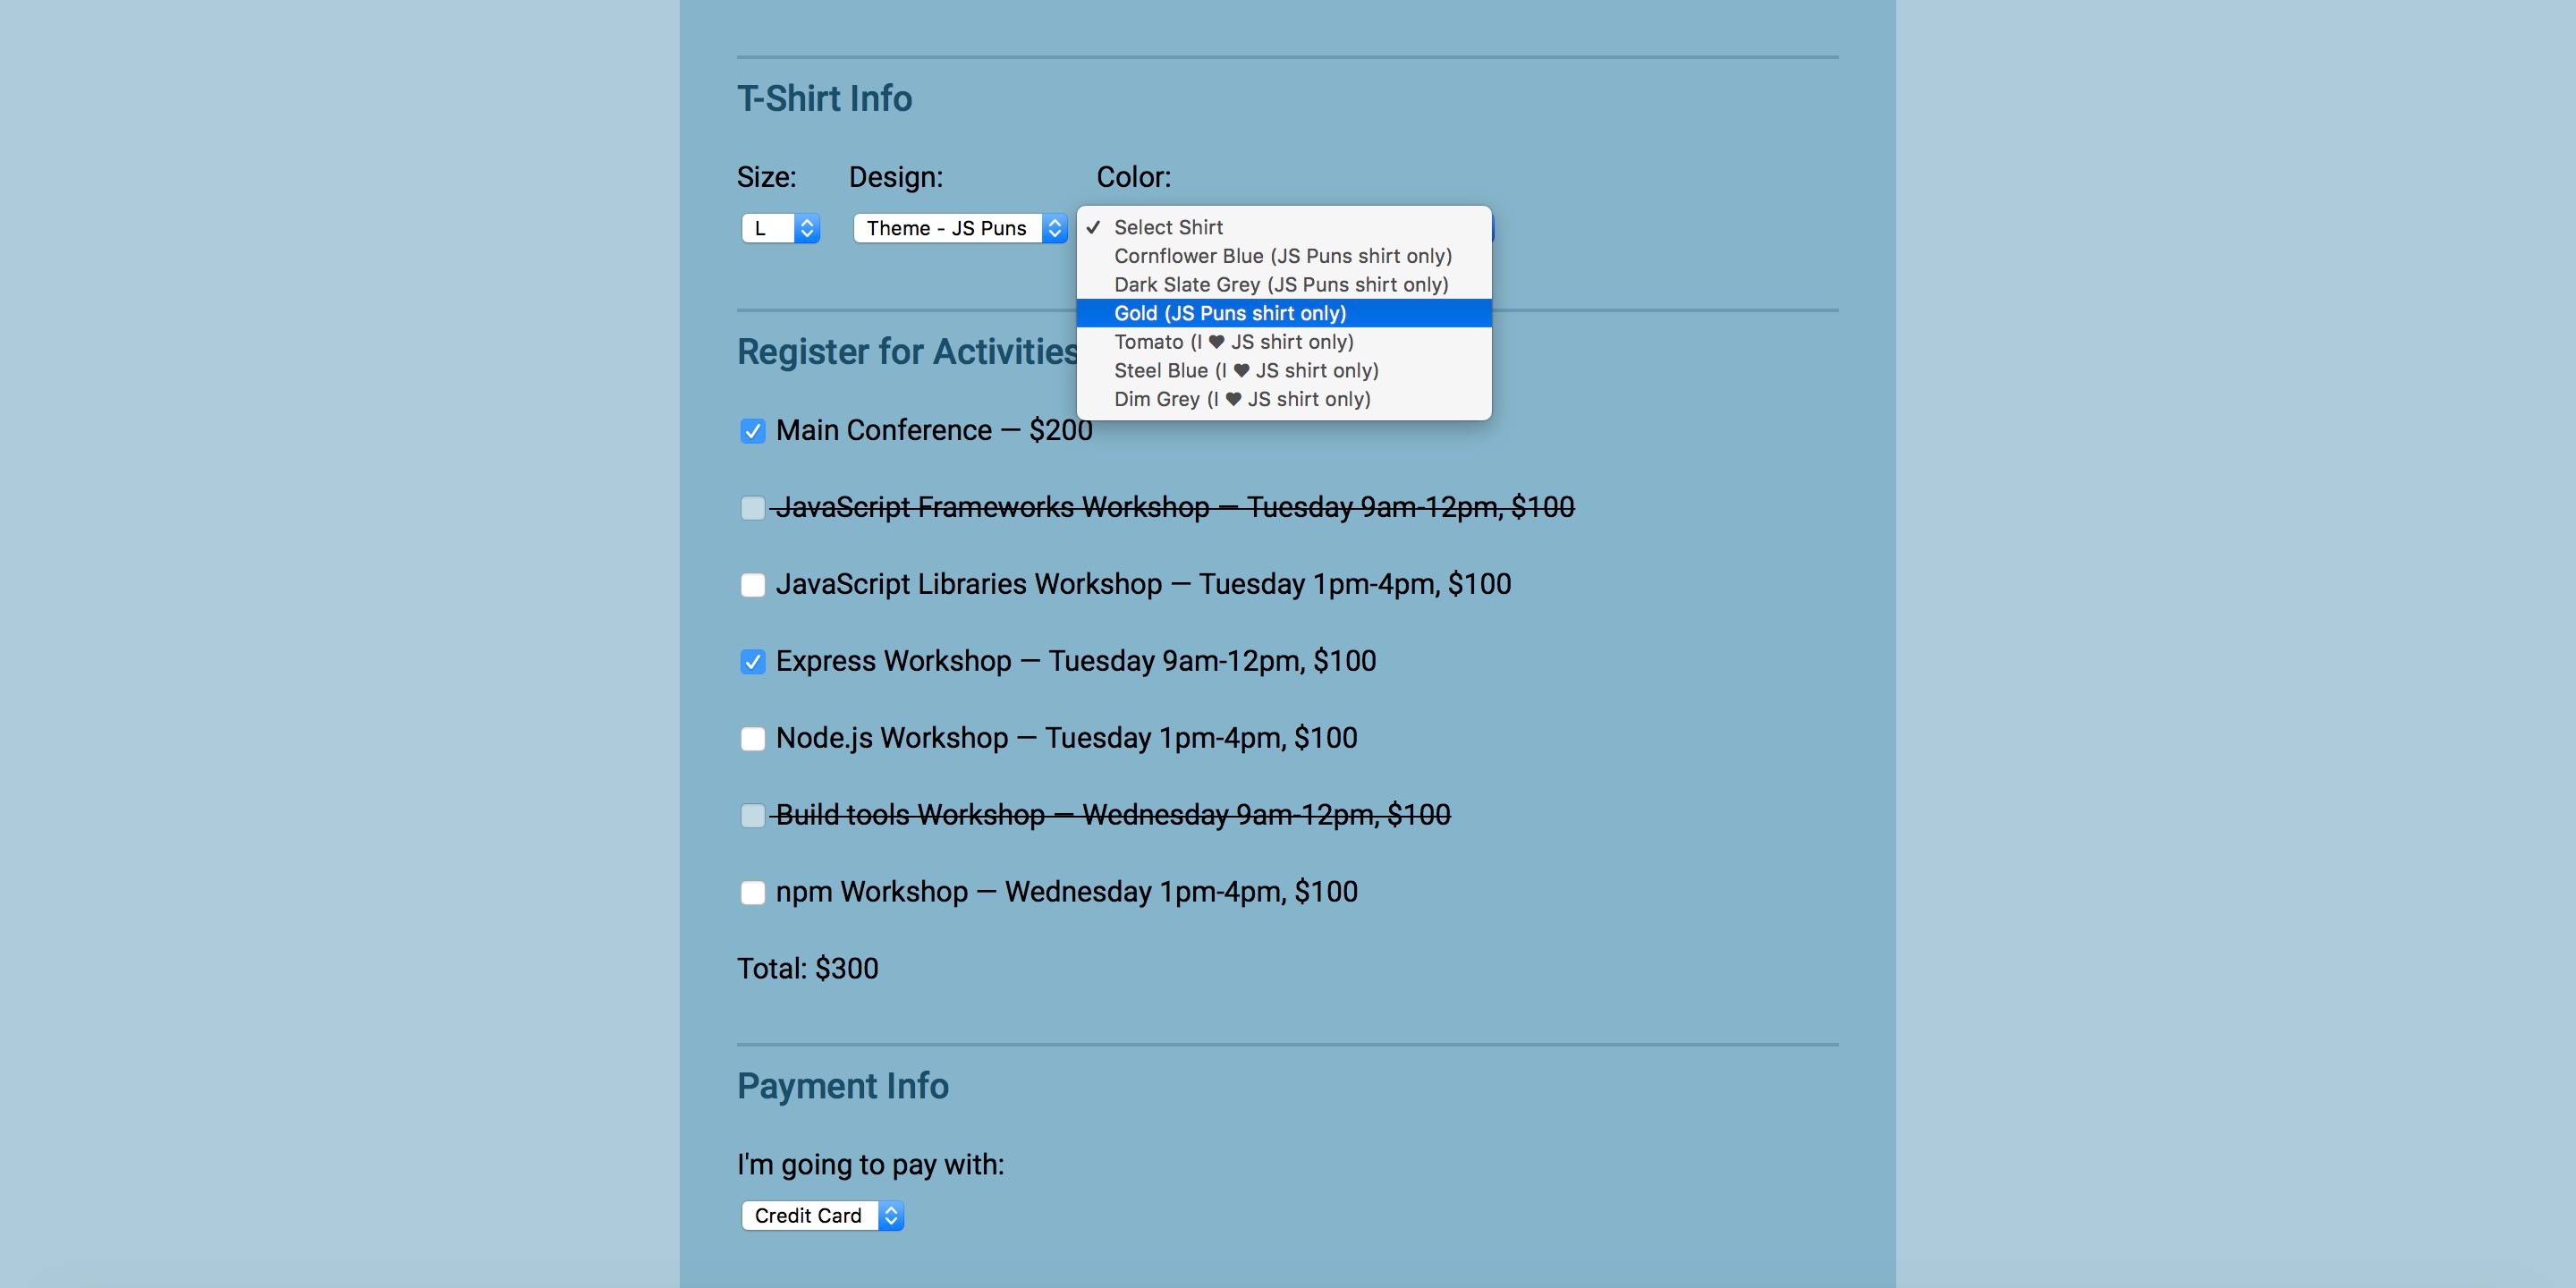 T-Shirt Info
Size: Design: Color:
L Theme - JS Puns
✓ Select Shirt
Cornflower Blue (JS Puns shirt only)
Dark Slate Grey (JS Puns shirt only)
Gold (JS Puns shirt only)
Tomato (I ♥ JS shirt only)
Steel Blue (I ♥ JS shirt only)
Dim Grey (I ♥ JS shirt only)
Register for Activities
Main Conference — $200
JavaScript Frameworks Workshop — Tuesday 9am-12pm, $100
JavaScript Libraries Workshop — Tuesday 1pm-4pm, $100
Express Workshop — Tuesday 9am-12pm, $100
Node.js Workshop — Tuesday 1pm-4pm, $100
Build tools Workshop — Wednesday 9am-12pm, $100
npm Workshop — Wednesday 1pm-4pm, $100
Total: $300
Payment Info
I'm going to pay with:
Credit Card